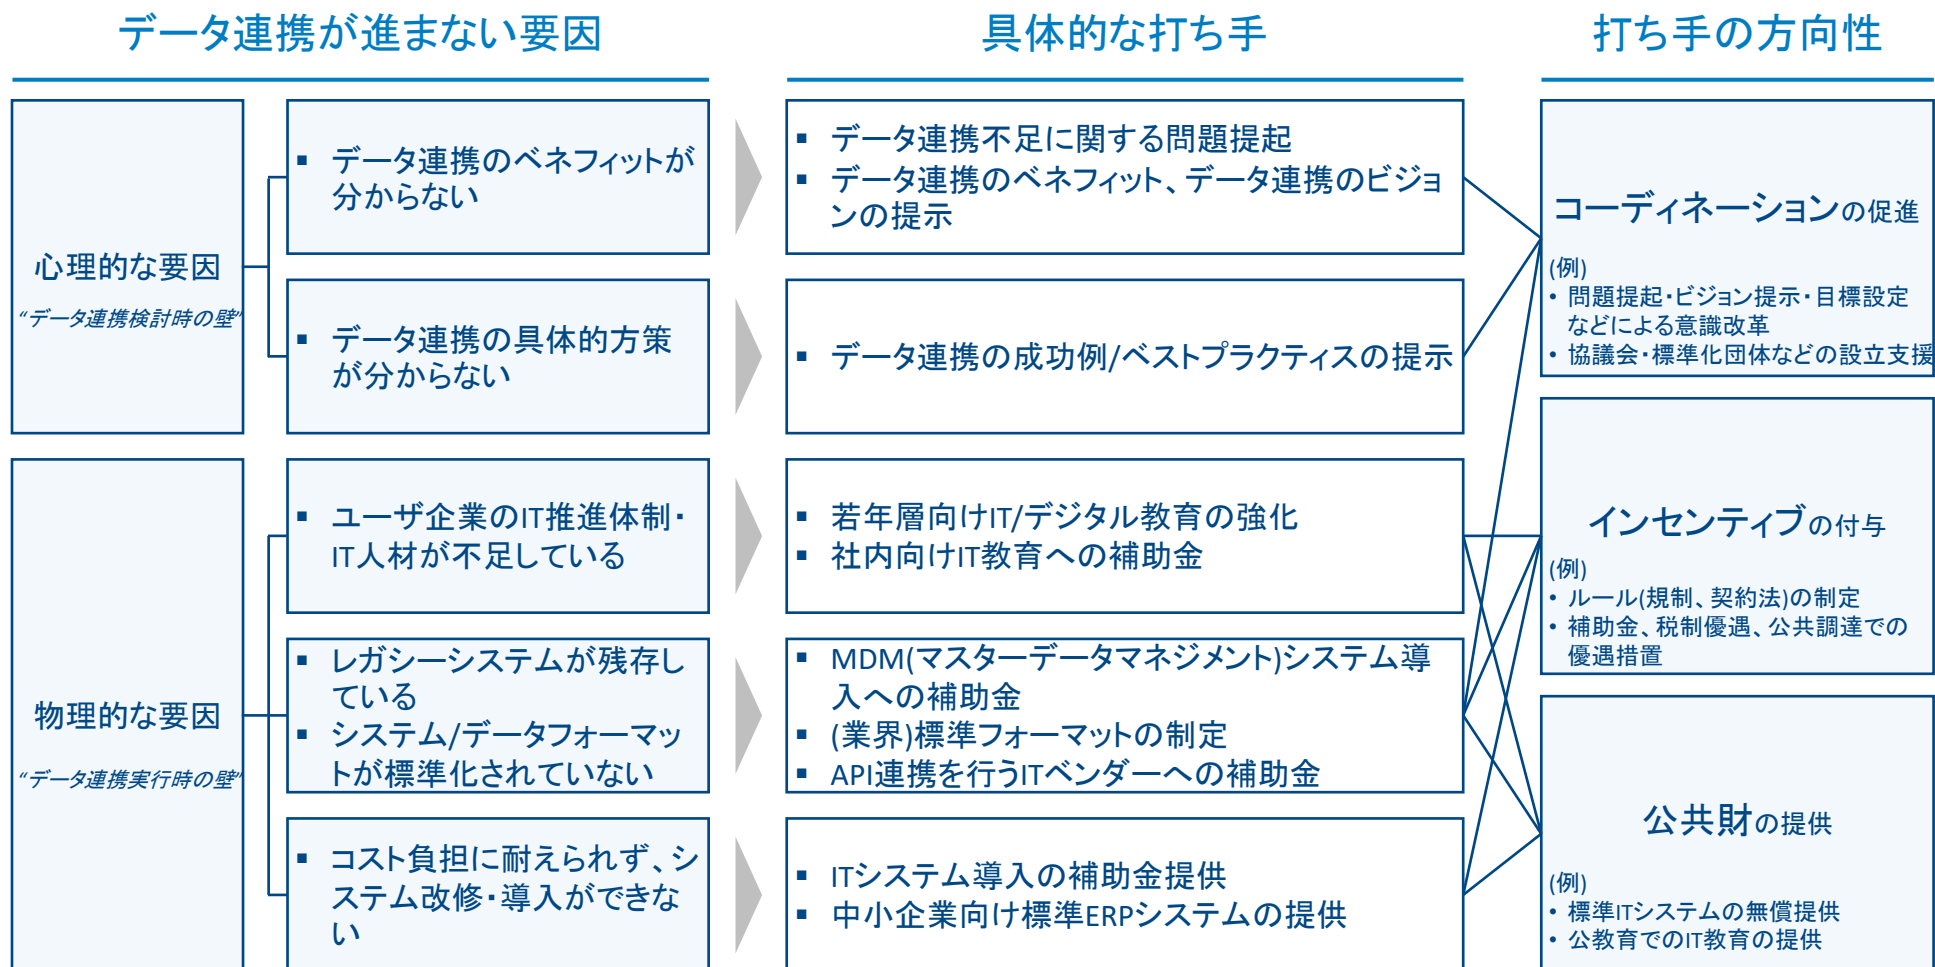 データ連携が進まない要因
具体的な打ち手
打ち手の方向性
心理的な要因
“データ連携検討時の壁”
▪ データ連携のベネフィットが
分からない
▪ データ連携の具体的方策
が分からない
物理的な要因
“データ連携実行時の壁”
▪ ユーザ企業のIT推進体制・
IT人材が不足している
▪ レガシーシステムが残存し
ている
▪ システム/データフォーマッ
トが標準化されていない
▪ コスト負担に耐えられず、シ
ステム改修・導入ができな
い
▪ データ連携不足に関する問題提起
▪ データ連携のベネフィット、データ連携のビジョ
ンの提示
▪ データ連携の成功例/ベストプラクティスの提示
▪ 若年層向けIT/デジタル教育の強化
▪ 社内向けIT教育への補助金
▪ MDM(マスターデータマネジメント)システム導
入への補助金
▪ (業界)標準フォーマットの制定
▪ API連携を行うITベンダーへの補助金
▪ ITシステム導入の補助金提供
▪ 中小企業向け標準ERPシステムの提供
コーディネーションの促進
(例)
• 問題提起・ビジョン提示・目標設定
などによる意識改革
• 協議会・標準化団体などの設立支援
インセンティブの付与
(例)
• ルール(規制、契約法)の制定
• 補助金、税制優遇、公共調達での
優遇措置
公共財の提供
(例)
• 標準ITシステムの無償提供
• 公教育でのIT教育の提供